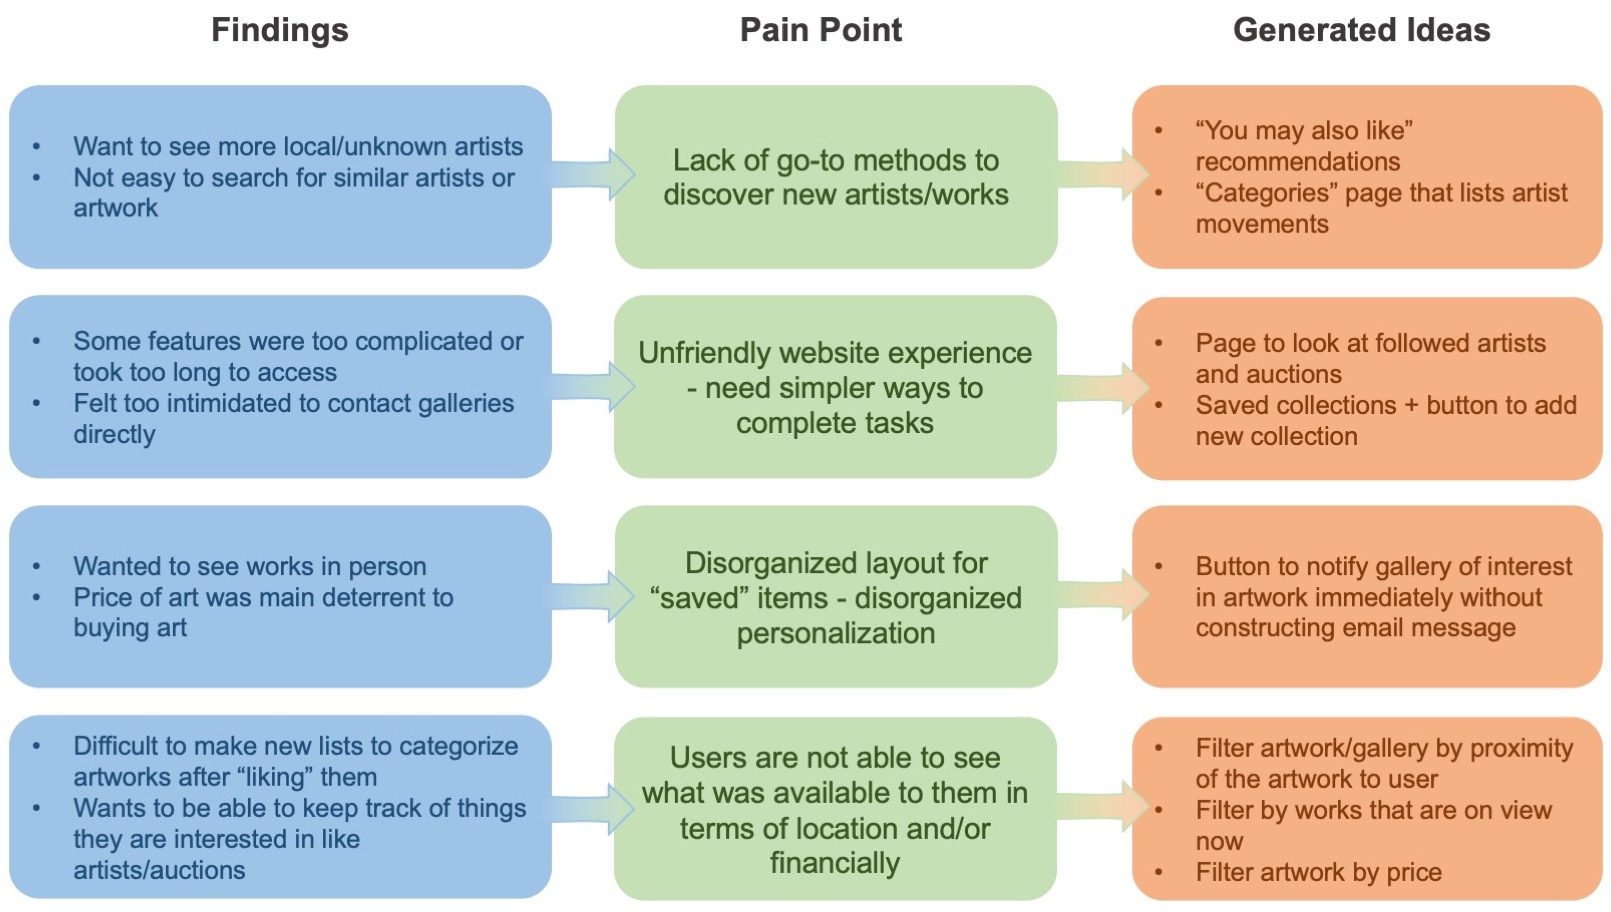 Findings
Pain Point
Generated Ideas
• Want to see more local/unknown artists
• Not easy to search for similar artists or
artwork
Lack of go-to methods to
discover new artists/works
• “You may also like”
recommendations
• “Categories” page that lists artist
movements
• Some features were too complicated or
took too long to access
• Felt too intimidated to contact galleries
directly
Unfriendly website experience
- need simpler ways to
complete tasks
• Page to look at followed artists
and auctions
• Saved collections + button to add
new collection
• Wanted to see works in person
• Price of art was main deterrent to
buying art
Disorganized layout for
“saved” items - disorganized
personalization
• Button to notify gallery of interest
in artwork immediately without
constructing email message
• Difficult to make new lists to categorize
artworks after “liking” them
• Wants to be able to keep track of things
they are interested in like
artists/auctions
Users are not able to see
what was available to them in
terms of location and/or
financially
• Filter artwork/gallery by proximity
of the artwork to user
• Filter by works that are on view
now
• Filter artwork by price